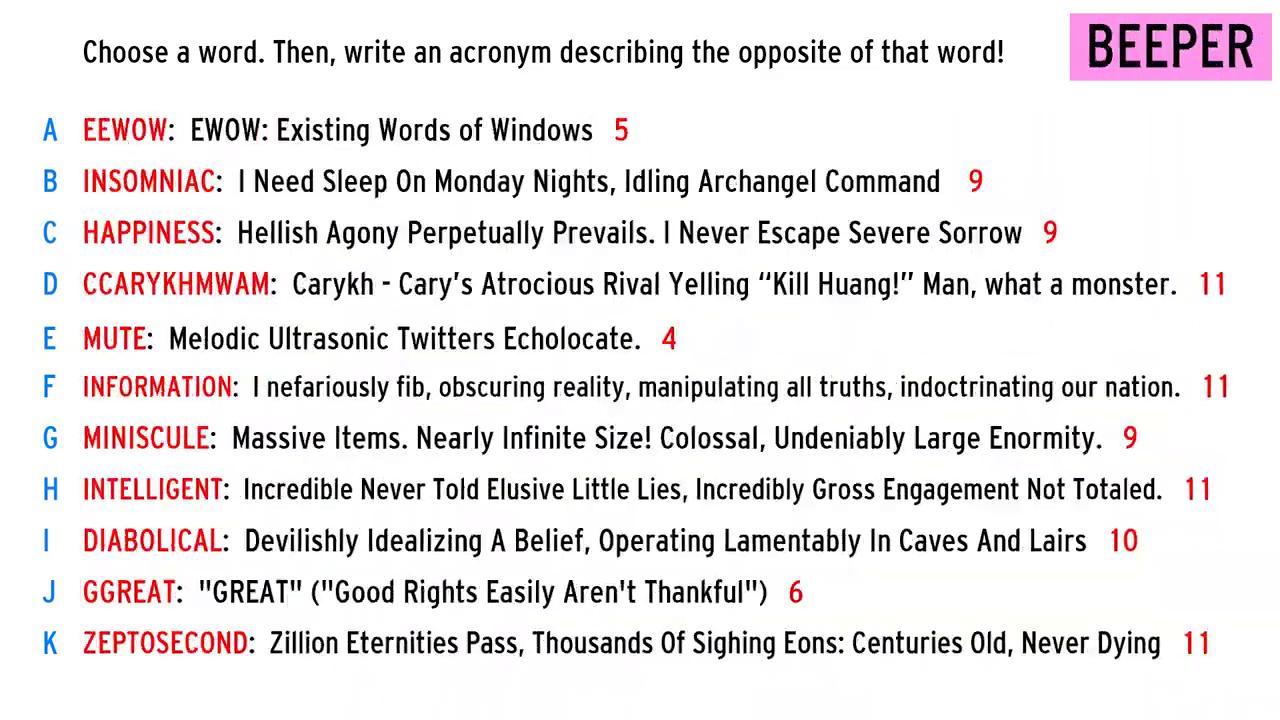 Choose a word. Then, write an acronym describing the opposite of that word!
BEEPER
A EEWOW: EWOW: Existing Words of Windows 5
B INSOMNIAC: I Need Sleep On Monday Nights, Idling Archangel Command 9
C HAPPINESS: Hellish Agony Perpetually Prevails. I Never Escape Severe Sorrow 9
D CCARYKHMWAM: Carykh - Cary's Atrocious Rival Yelling “Kill Huang!” Man, what a monster. 11
E MUTE: Melodic Ultrasonic Twitters Echolocate. 4
F INFORMATION: I nefariously fib, obscuring reality, manipulating all truths, indoctrinating our nation. 11
G MINISCULE: Massive Items. Nearly Infinite Size! Colossal, Undeniably Large Enormity. 9
H INTELLIGENT: Incredible Never Told Elusive Little Lies, Incredibly Gross Engagement Not Totaled. 11
I DIABOLICAL: Devilishly Idealizing A Belief, Operating Lamentably In Caves And Lairs 10
J GGREAT: "GREAT" ("Good Rights Easily Aren't Thankful") 6
K ZEPTOSECOND: Zillion Eternities Pass, Thousands Of Sighing Eons: Centuries Old, Never Dying 11